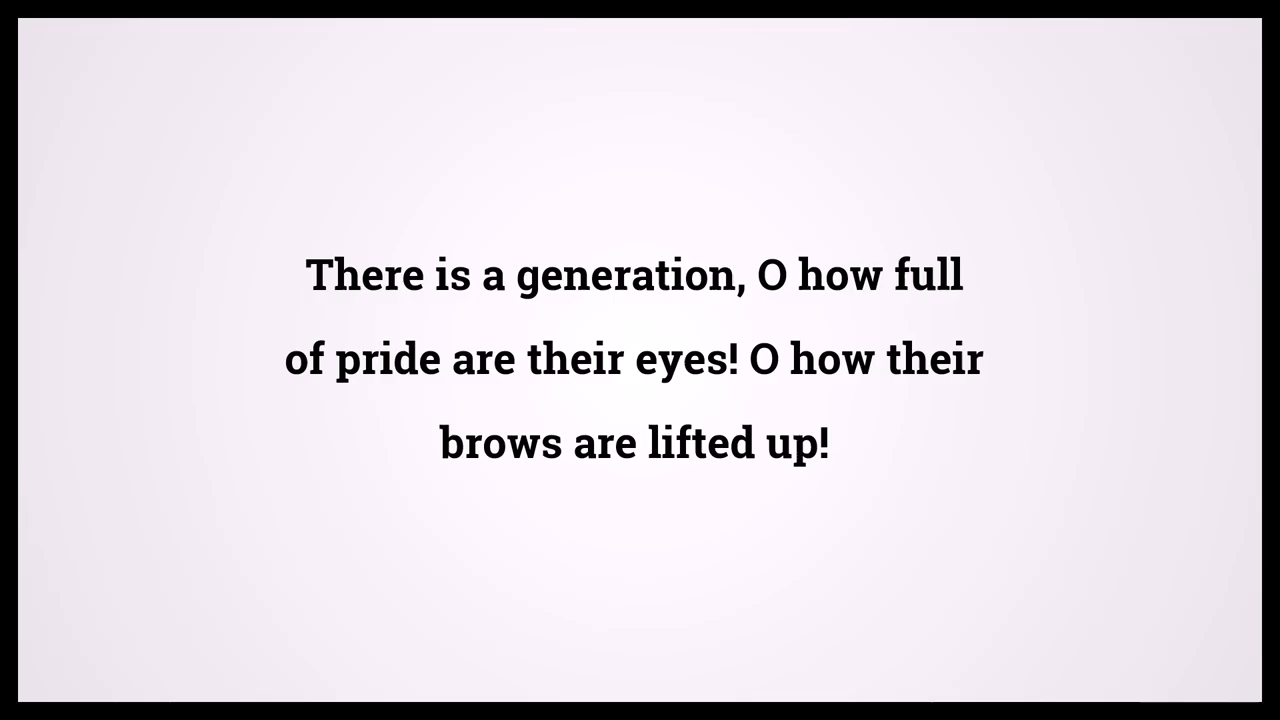 There is a generation, O how full
of pride are their eyes! O how their
brows are lifted up!